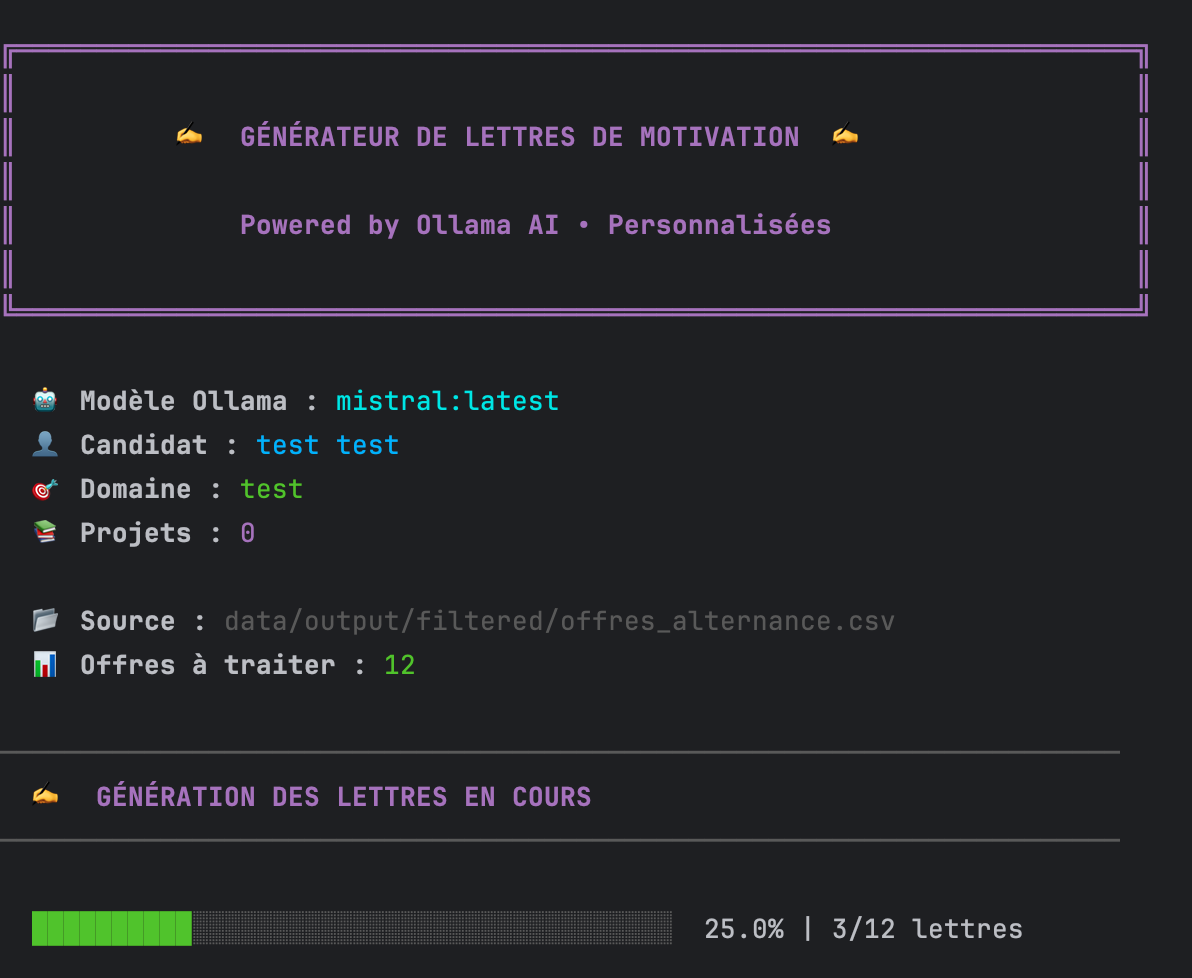 ✍️ GÉNÉRATEUR DE LETTRES DE MOTIVATION ✍️
Powered by Ollama AI • Personnalisées
🤖 Modèle Ollama : mistral:latest
👤 Candidat : test test
🎯 Domaine : test
📚 Projets : 0
📂 Source : data/output/filtered/offres_alternance.csv
📊 Offres à traiter : 12
✍️ GÉNÉRATION DES LETTRES EN COURS
25.0% | 3/12 lettres